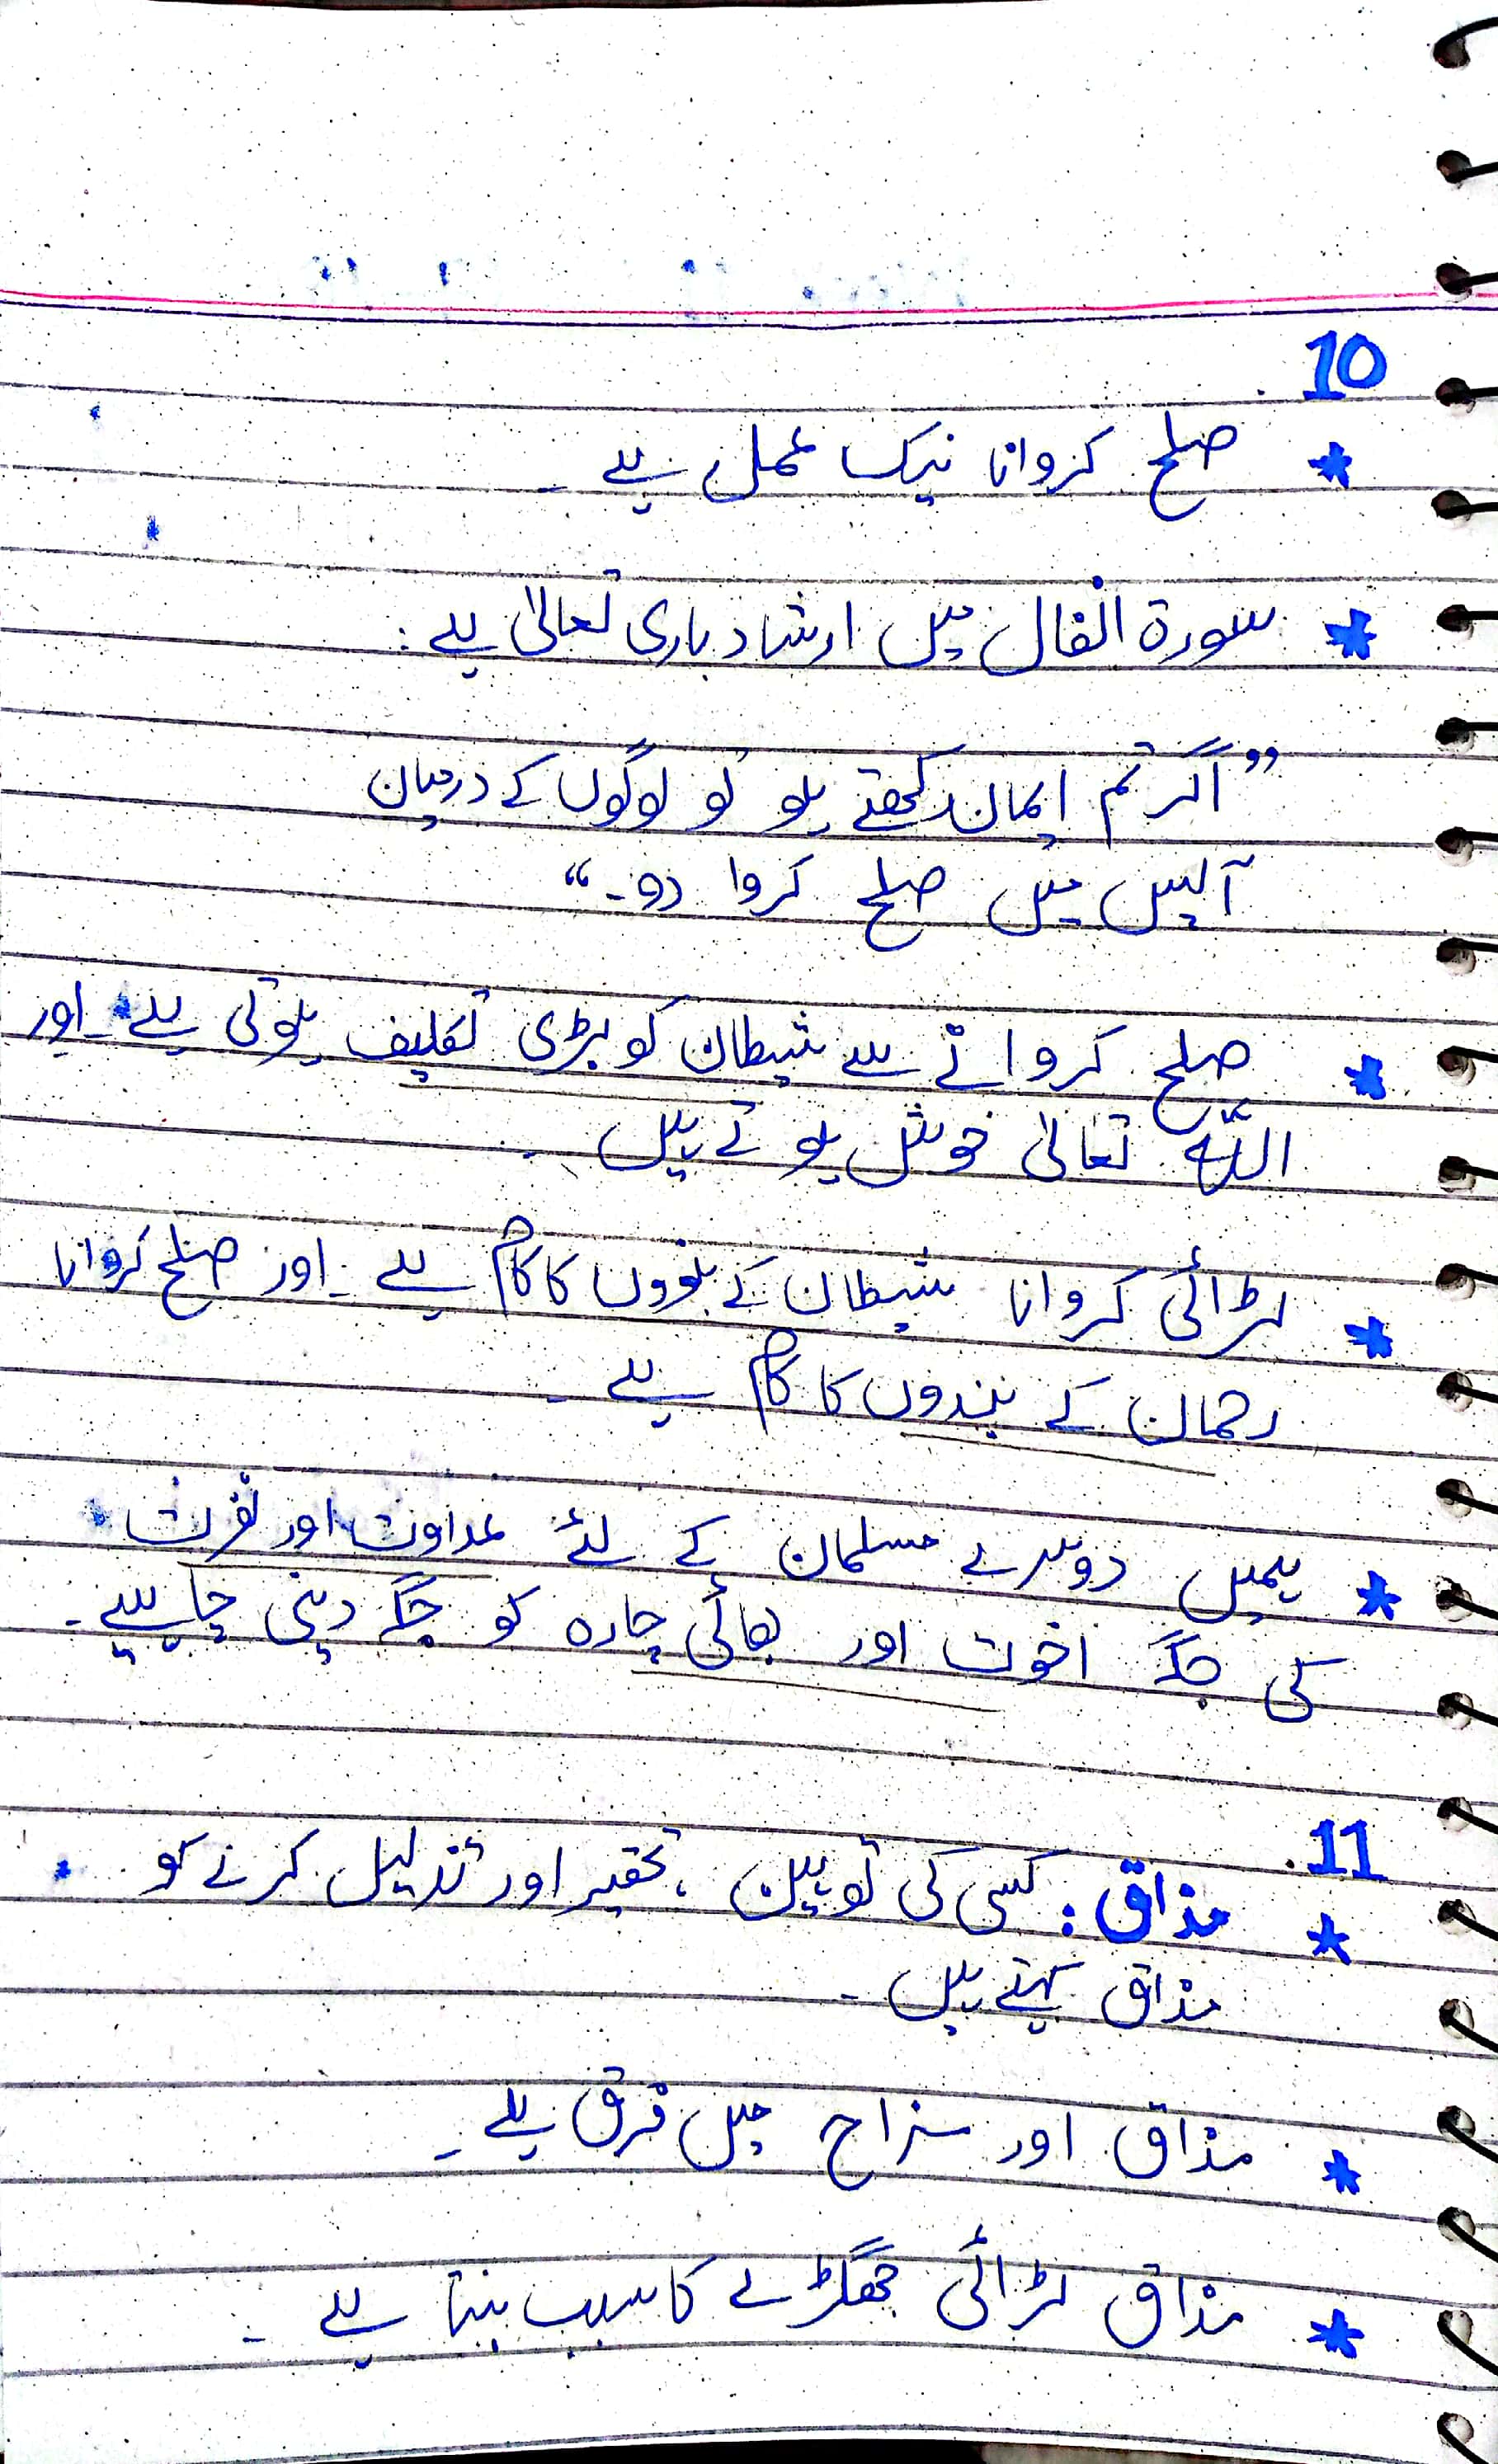 10
* صلح کروانا نیک عمل ہے ۔
* سورۃ انفال میں ارشاد باری تعالیٰ ہے :
”اگر تم ایمان رکھتے ہو تو لوگوں کے درمیان
آپس میں صلح کروا دو۔“
* صلح کروانے سے شیطان کو بڑی تکلیف ہوتی ہے۔ اور
اللّٰہ تعالیٰ خوش ہوتے ہیں ۔
* لڑائی کروانا شیطان کے بندوں کا کام ہے ۔ اور صلح کروانا
رحمان کے بندوں کا کام ہے ۔
* ہمیں دوسرے مسلمان کے لئے عداوت اور نفرت
کی جگہ اخوت اور بھائی چارہ کو جگہ دینی چاہیے۔
11
* مذاق : کسی کی توہین ، تحقیر اور تذلیل کرنے کو
مذاق کہتے ہیں ۔
* مذاق اور مزاح میں فرق ہے ۔
* مذاق لڑائی جھگڑے کا سبب بنتا ہے ۔